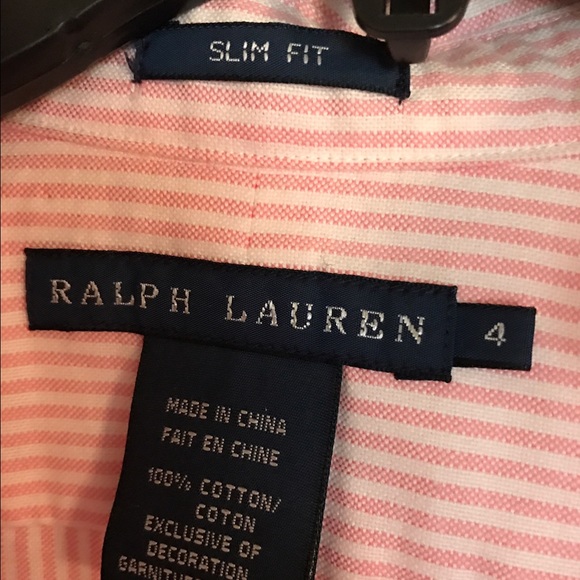 SLIM FIT
RALPH LAUREN 4
MADE IN CHINA
FAIT EN CHINE
100% COTTON/
COTON
EXCLUSIVE OF
DECORATION